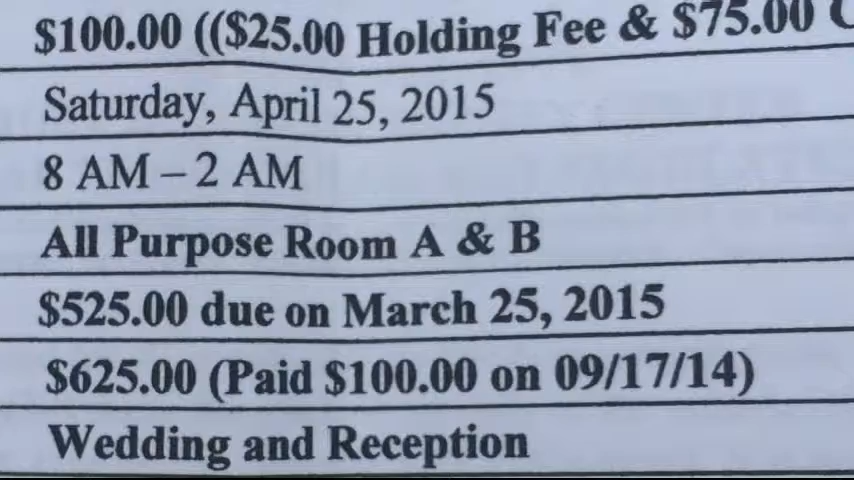 $100.00 (($25.00 Holding Fee & $75.00
Saturday, April 25, 2015
8 AM – 2 AM
All Purpose Room A & B
$525.00 due on March 25, 2015
$625.00 (Paid $100.00 on 09/17/14)
Wedding and Reception